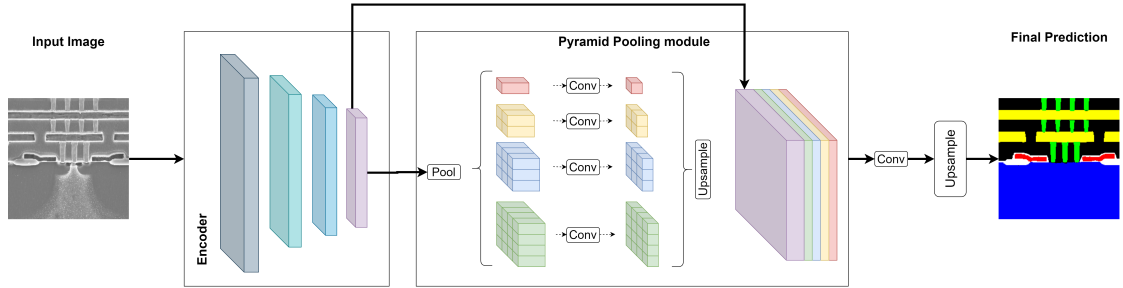 Input Image
Encoder
Pyramid Pooling module
Pool
Conv
Conv
Conv
Conv
Upsample
Conv
Upsample
Final Prediction